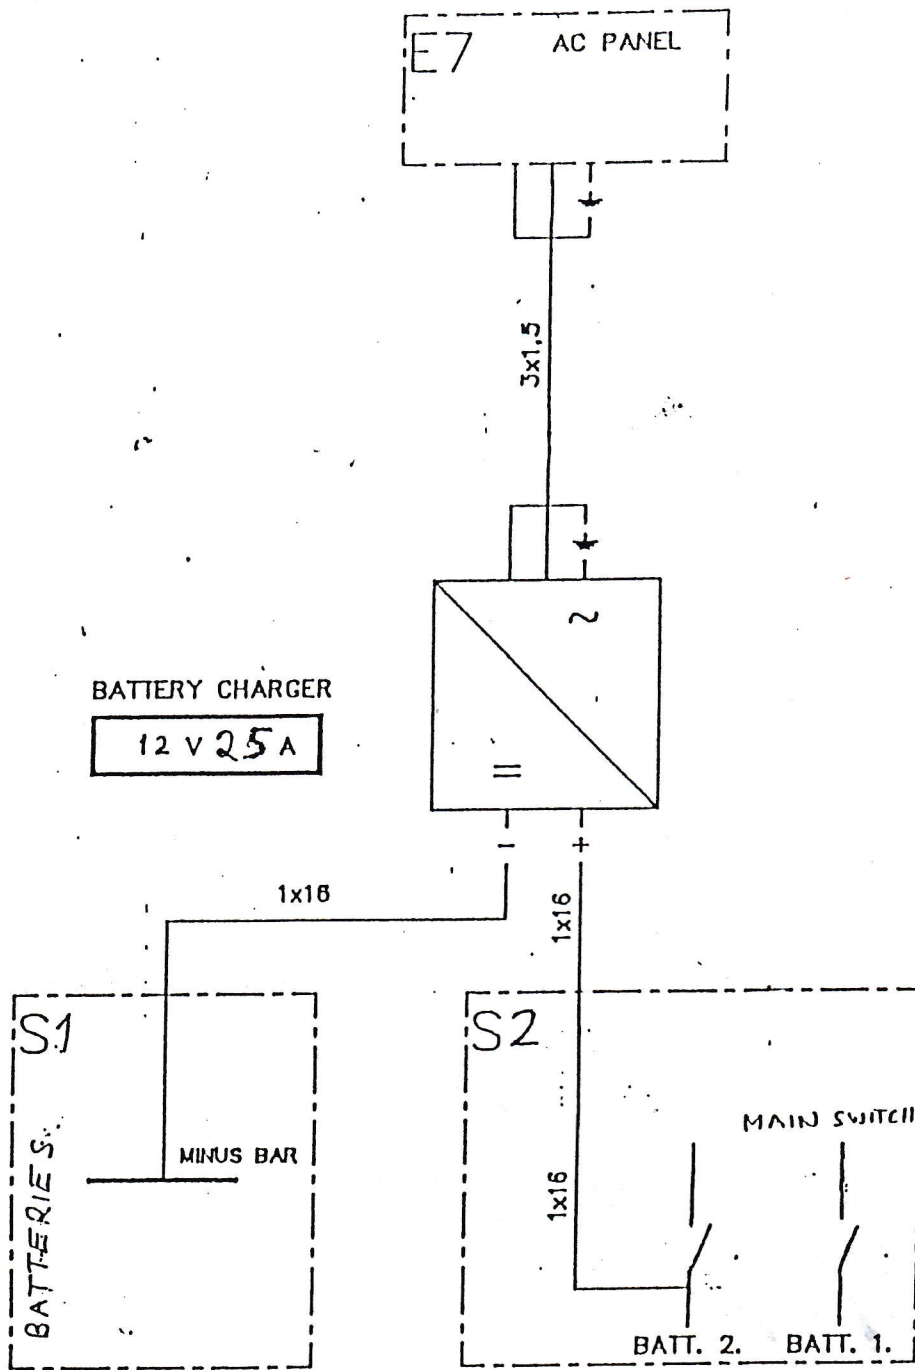 E7 AC PANEL
3x1,5
~
BATTERY CHARGER
12 V 25 A
=
- +
1x16
1x16
S1
S2
BATTERIES
MINUS BAR
MAIN SWITCH
1x16
BATT. 2. BATT. 1.